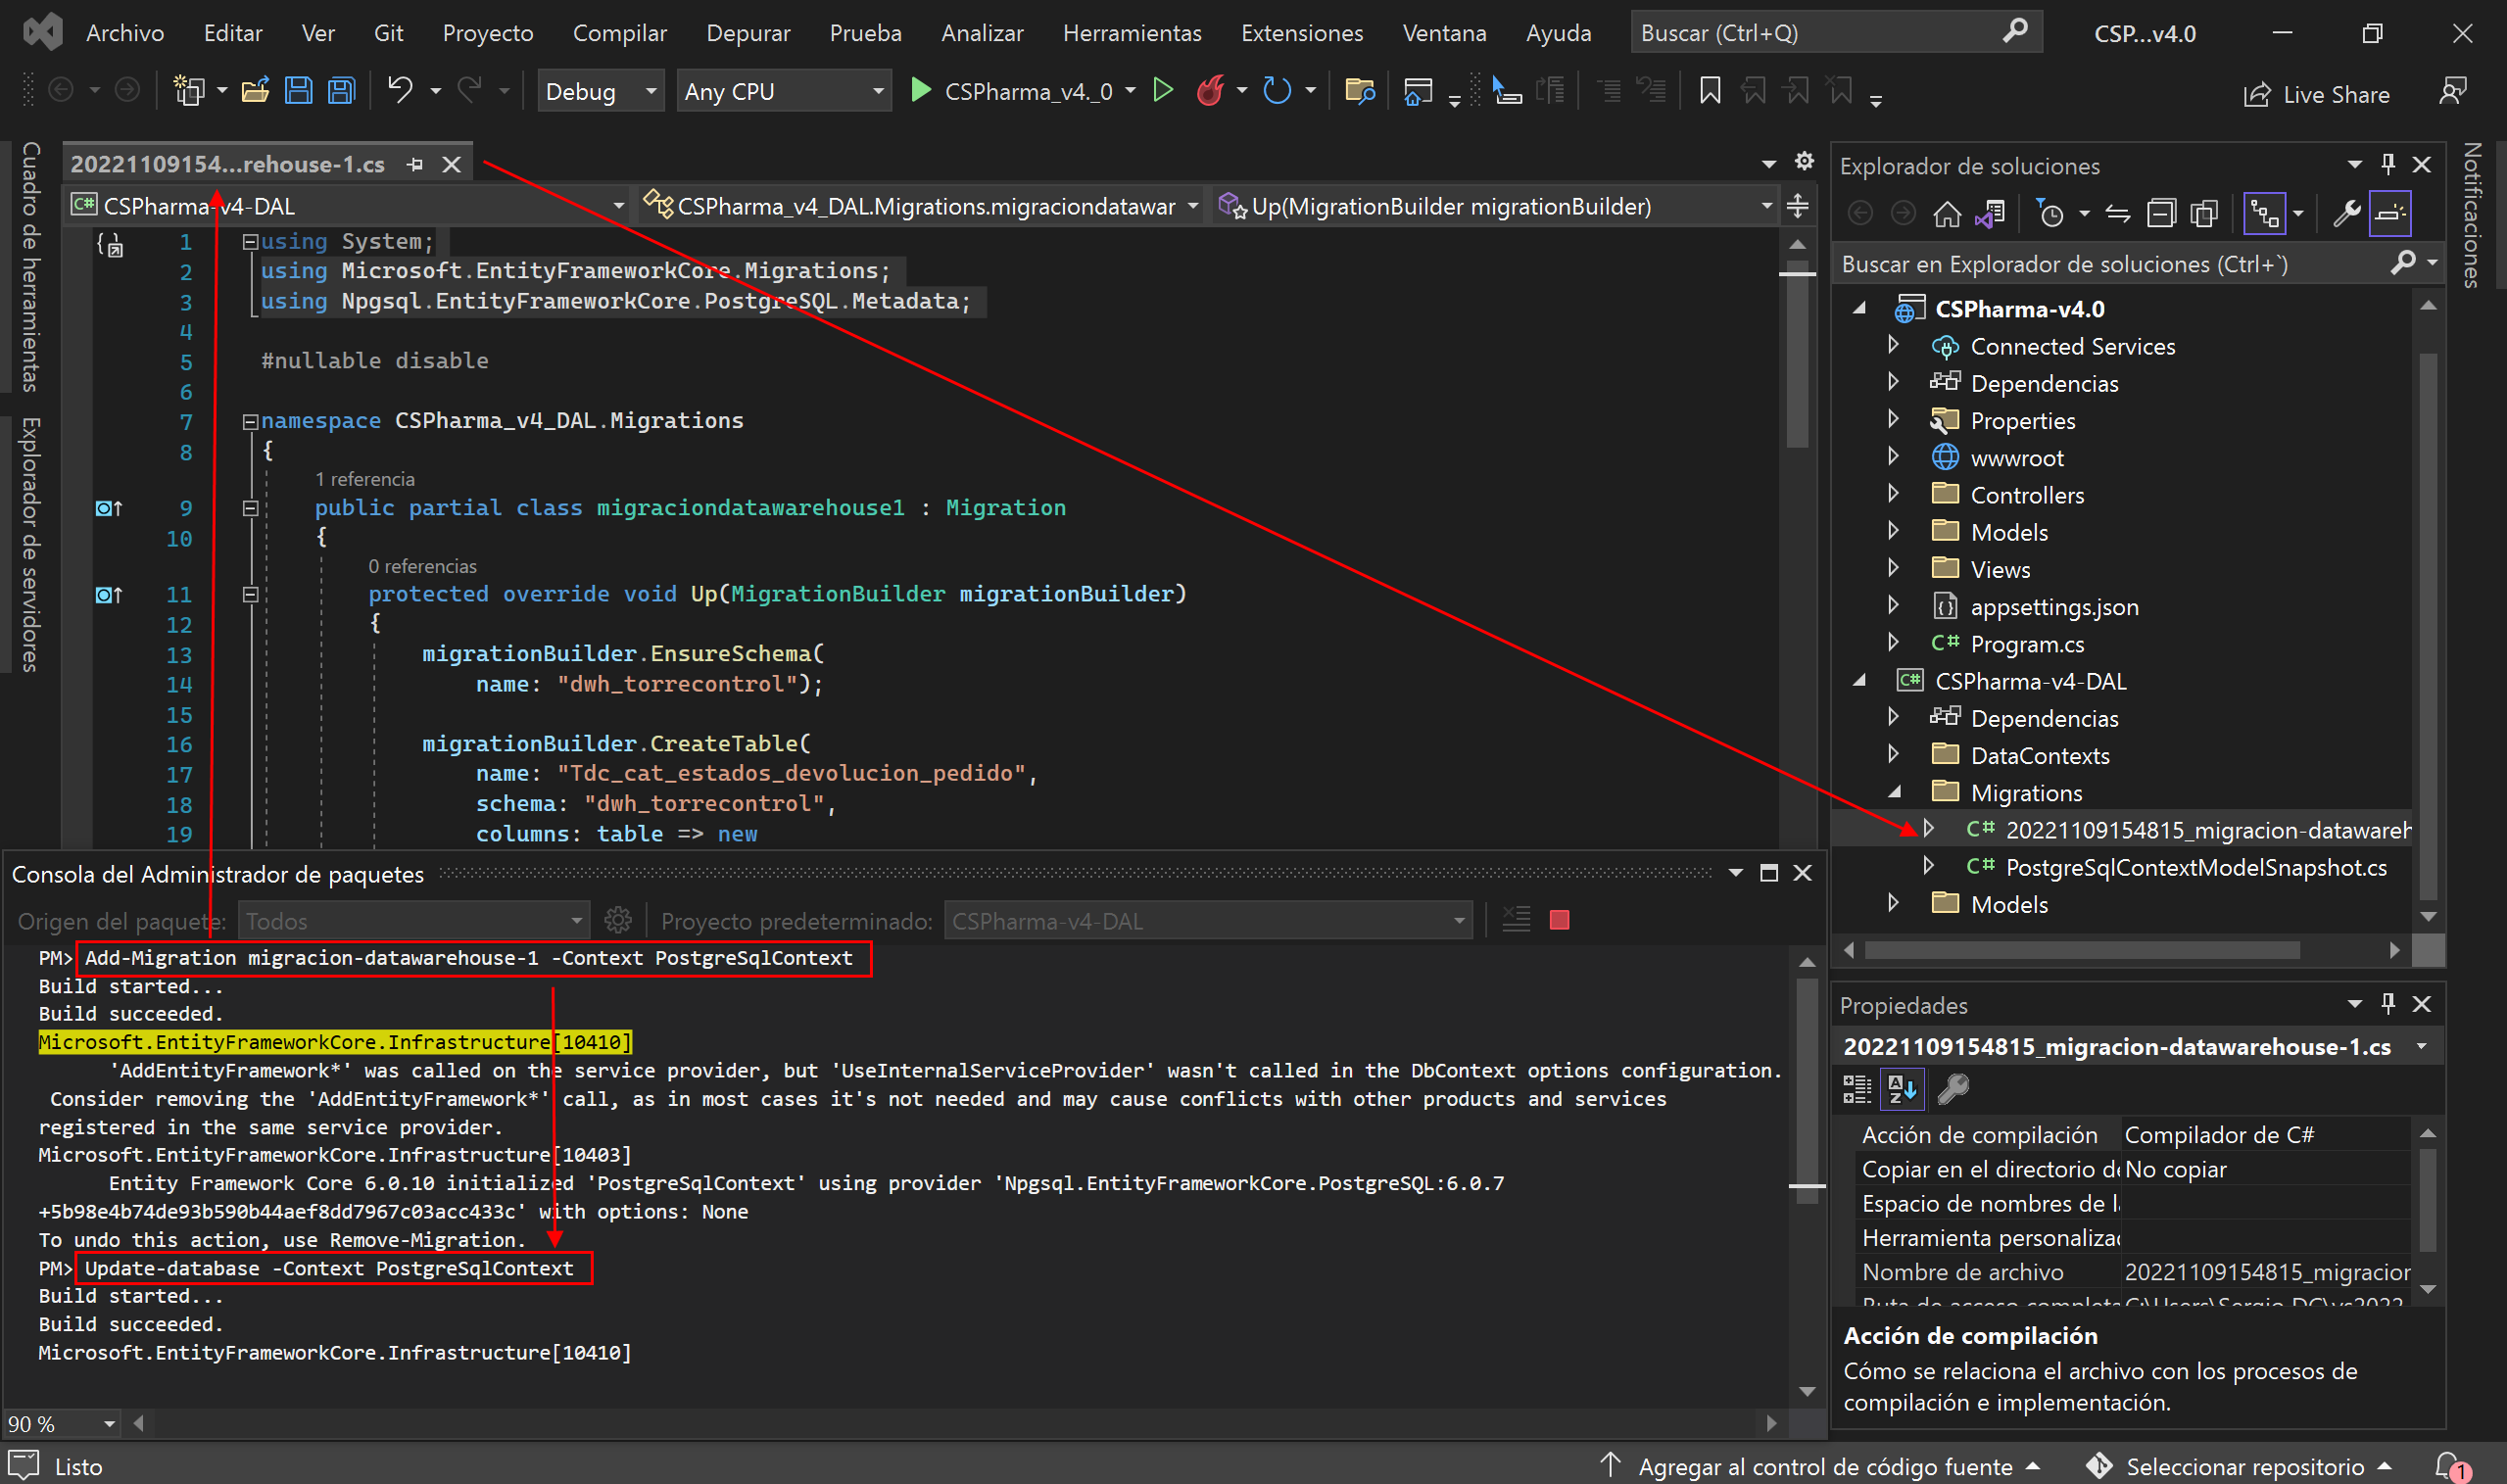 Archivo Editar Ver Git Proyecto Compilar Depurar Prueba Analizar Herramientas Extensiones Ventana Ayuda Buscar (Ctrl+Q) CSP...v4.0
Debug Any CPU CSPharma_v4._0 Live Share
Cuadro de herramientas
Explorador de servidores
20221109154...rehouse-1.cs
CSPharma-v4-DAL CSPharma_v4_DAL.Migrations.migraciondatawar Up(MigrationBuilder migrationBuilder)
1 using System;
2 using Microsoft.EntityFrameworkCore.Migrations;
3 using Npgsql.EntityFrameworkCore.PostgreSQL.Metadata;
4
5 #nullable disable
6
7 namespace CSPharma_v4_DAL.Migrations
8 {
1 referencia
9 public partial class migraciondatawarehouse1 : Migration
10 {
0 referencias
11 protected override void Up(MigrationBuilder migrationBuilder)
12 {
13 migrationBuilder.EnsureSchema(
14 name: "dwh_torrecontrol");
15
16 migrationBuilder.CreateTable(
17 name: "Tdc_cat_estados_devolucion_pedido",
18 schema: "dwh_torrecontrol",
19 columns: table => new
Consola del Administrador de paquetes
Origen del paquete: Todos Proyecto predeterminado: CSPharma-v4-DAL
PM> Add-Migration migracion-datawarehouse-1 -Context PostgreSqlContext
Build started...
Build succeeded.
Microsoft.EntityFrameworkCore.Infrastructure[10410]
'AddEntityFramework*' was called on the service provider, but 'UseInternalServiceProvider' wasn't called in the DbContext options configuration.
Consider removing the 'AddEntityFramework*' call, as in most cases it's not needed and may cause conflicts with other products and services
registered in the same service provider.
Microsoft.EntityFrameworkCore.Infrastructure[10403]
Entity Framework Core 6.0.10 initialized 'PostgreSqlContext' using provider 'Npgsql.EntityFrameworkCore.PostgreSQL:6.0.7
+5b98e4b74de93b590b44aef8dd7967c03acc433c' with options: None
To undo this action, use Remove-Migration.
PM> Update-database -Context PostgreSqlContext
Build started...
Build succeeded.
Microsoft.EntityFrameworkCore.Infrastructure[10410]
90 %
Explorador de soluciones
Buscar en Explorador de soluciones (Ctrl+`)
CSPharma-v4.0
Connected Services
Dependencias
Properties
wwwroot
Controllers
Models
Views
appsettings.json
C# Program.cs
C# CSPharma-v4-DAL
Dependencias
DataContexts
Migrations
C# 20221109154815_migracion-datawareh
C# PostgreSqlContextModelSnapshot.cs
Models
Notificaciones
Propiedades
20221109154815_migracion-datawarehouse-1.cs
Acción de compilación Compilador de C#
Copiar en el directorio de No copiar
Espacio de nombres de la
Herramienta personalizad
Nombre de archivo 20221109154815_migracion
Ruta de acceso completa C:\Users\Sergio DC\vs2022
Acción de compilación
Cómo se relaciona el archivo con los procesos de
compilación e implementación.
Listo Agregar al control de código fuente Seleccionar repositorio 1